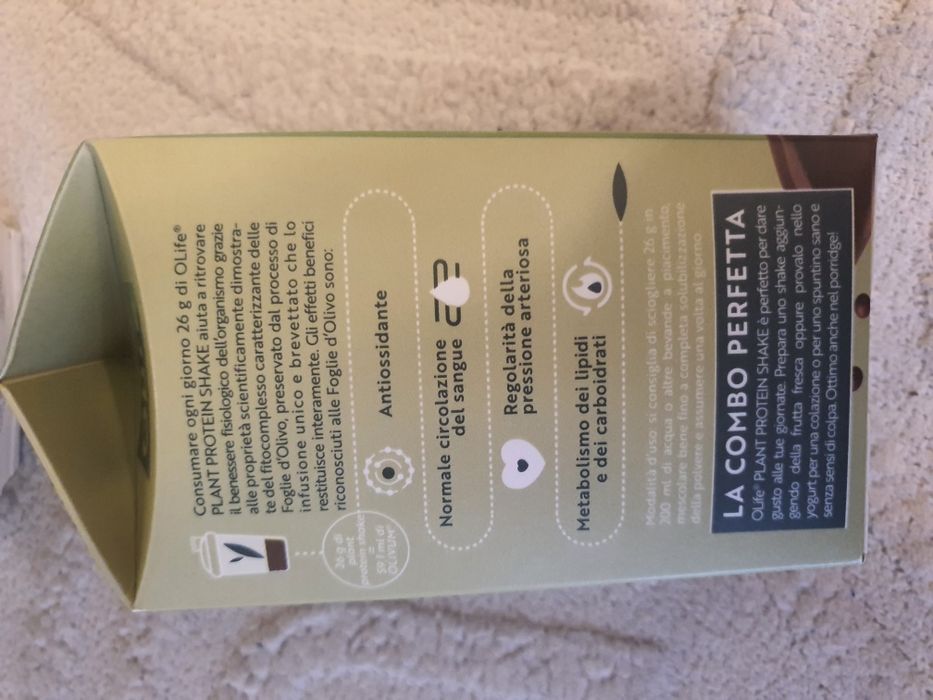 Consumare ogni giorno 26 g di OLife®
PLANT PROTEIN SHAKE aiuta a ritrovare
il benessere fisiologico dell'organismo grazie
alle proprietà scientificamente dimostra-
te del fitocomplesso caratterizzante delle
Foglie d'Olivo, preservato dal processo di
infusione unico e brevettato che lo
restituisce interamente. Gli effetti benefici
riconosciuti alle Foglie d'Olivo sono:
26 g di
plant
protein shake
=
591 ml di
OLIVUM®
Antiossidante
Normale circolazione
del sangue
Regolarità della
pressione arteriosa
Metabolismo dei lipidi
e dei carboidrati
Modalità d'uso: si consiglia di sciogliere 26 g in
200 ml di acqua o altre bevande a piacimento,
mescolare bene fino a completa solubilizzazione
della polvere e assumere una volta al giorno
LA COMBO PERFETTA
OLife® PLANT PROTEIN SHAKE è perfetto per dare
gusto alle tue giornate. Prepara uno shake aggiun-
gendo della frutta fresca oppure provalo nello
yogurt per una colazione o per uno spuntino sano e
senza sensi di colpa. Ottimo anche nel porridge!